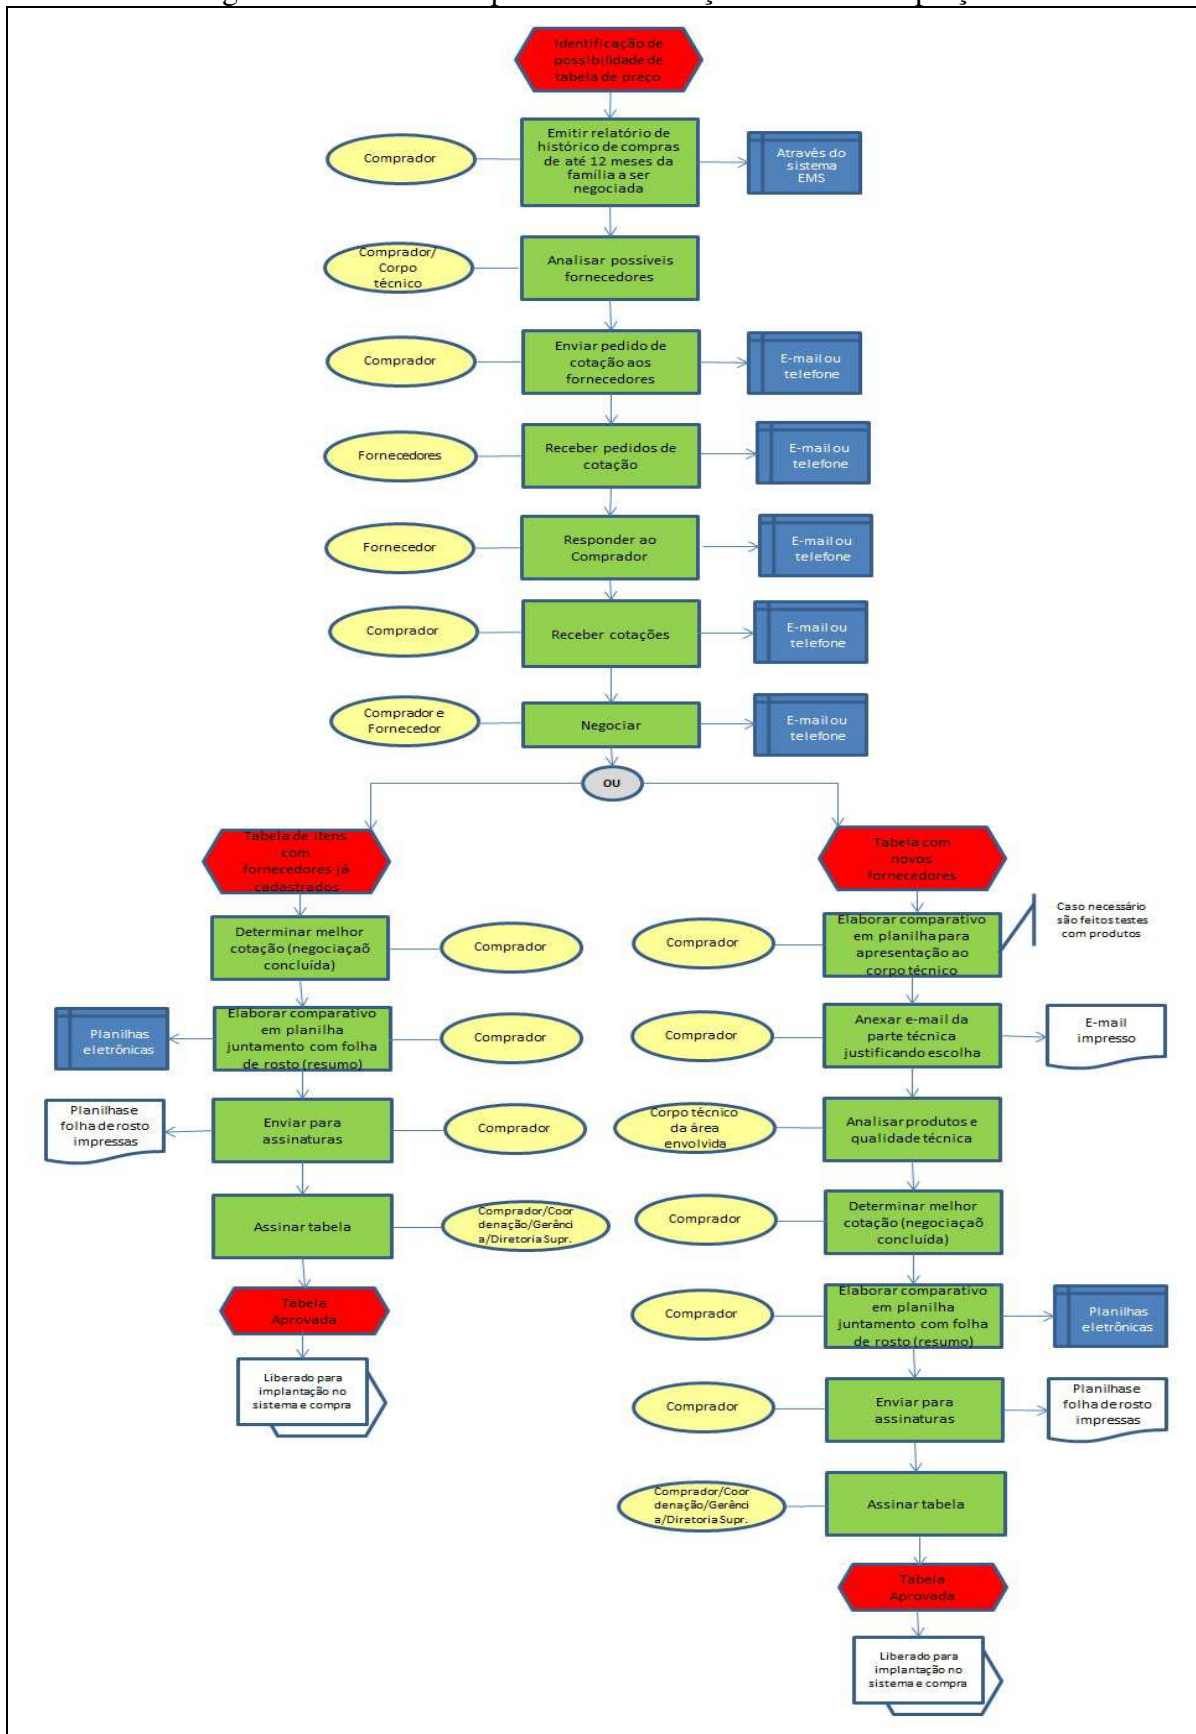 Identificação de
possibilidade de
tabela de preço
Comprador
Emitir relatório de
histórico de compras
de até 12 meses da
família a ser
negociada
Através do
sistema
EMS
Comprador/
Corpo
técnico
Analisar possíveis
fornecedores
Comprador
Enviar pedido de
cotação aos
fornecedores
E-mail ou
telefone
Fornecedores
Receber pedidos de
cotação
E-mail ou
telefone
Fornecedor
Responder ao
Comprador
E-mail ou
telefone
Comprador
Receber cotações
E-mail ou
telefone
Comprador e
Fornecedor
Negociar
E-mail ou
telefone
OU
Tabela de itens
com
fornecedores já
cadastrados
Determinar melhor
cotação (negociaçaõ
concluída)
Comprador
Planilhas
eletrônicas
Elaborar comparativo
em planilha
juntamento com folha
de rosto (resumo)
Comprador
Planilhas e
folha de rosto
impressas
Enviar para
assinaturas
Comprador
Assinar tabela
Comprador/Coor
denação/Gerênci
a/Diretoria Supr.
Tabela
Aprovada
Liberado para
implantação no
sistema e compra
Tabela com
novos
fornecedores
Comprador
Elaborar comparativo
em planilha para
apresentação ao
corpo técnico
Caso necessário
são feitos testes
com produtos
Comprador
Anexar e-mail da
parte técnica
justificando escolha
E-mail
impresso
Corpo técnico
da área
envolvida
Analisar produtos e
qualidade técnica
Comprador
Determinar melhor
cotação (negociaçaõ
concluída)
Comprador
Elaborar comparativo
em planilha
juntamento com folha
de rosto (resumo)
Planilhas
eletrônicas
Comprador
Enviar para
assinaturas
Planilhas e
folha de rosto
impressas
Comprador/Coor
denação/Gerênci
a/Diretoria Supr.
Assinar tabela
Tabela
Aprovada
Liberado para
implantação no
sistema e compra